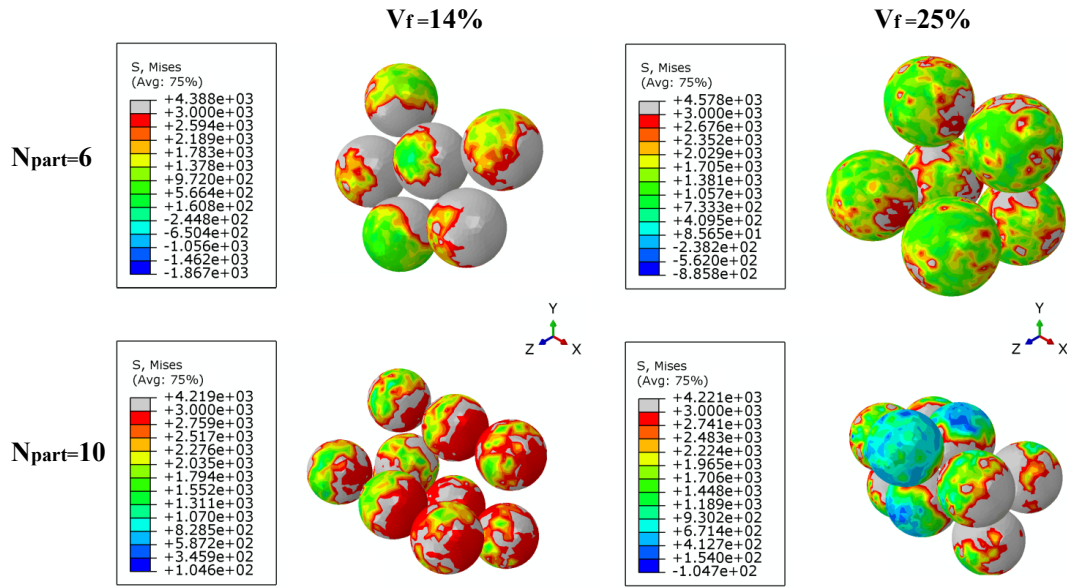 Vf=14%
Vf=25%
Npart=6
S, Mises
(Avg: 75%)
+4.388e+03
+3.000e+03
+2.594e+03
+2.189e+03
+1.783e+03
+1.378e+03
+9.720e+02
+5.664e+02
+1.608e+02
-2.448e+02
-6.504e+02
-1.056e+03
-1.462e+03
-1.867e+03
S, Mises
(Avg: 75%)
+4.578e+03
+3.000e+03
+2.676e+03
+2.352e+03
+2.029e+03
+1.705e+03
+1.381e+03
+1.057e+03
+7.333e+02
+4.095e+02
+8.565e+01
-2.382e+02
-5.620e+02
-8.858e+02
Y
Z
X
Y
Z
X
Npart=10
S, Mises
(Avg: 75%)
+4.219e+03
+3.000e+03
+2.759e+03
+2.517e+03
+2.276e+03
+2.035e+03
+1.794e+03
+1.552e+03
+1.311e+03
+1.070e+03
+8.285e+02
+5.872e+02
+3.459e+02
+1.046e+02
S, Mises
(Avg: 75%)
+4.221e+03
+3.000e+03
+2.741e+03
+2.483e+03
+2.224e+03
+1.965e+03
+1.706e+03
+1.448e+03
+1.189e+03
+9.302e+02
+6.714e+02
+4.127e+02
+1.540e+02
-1.047e+02